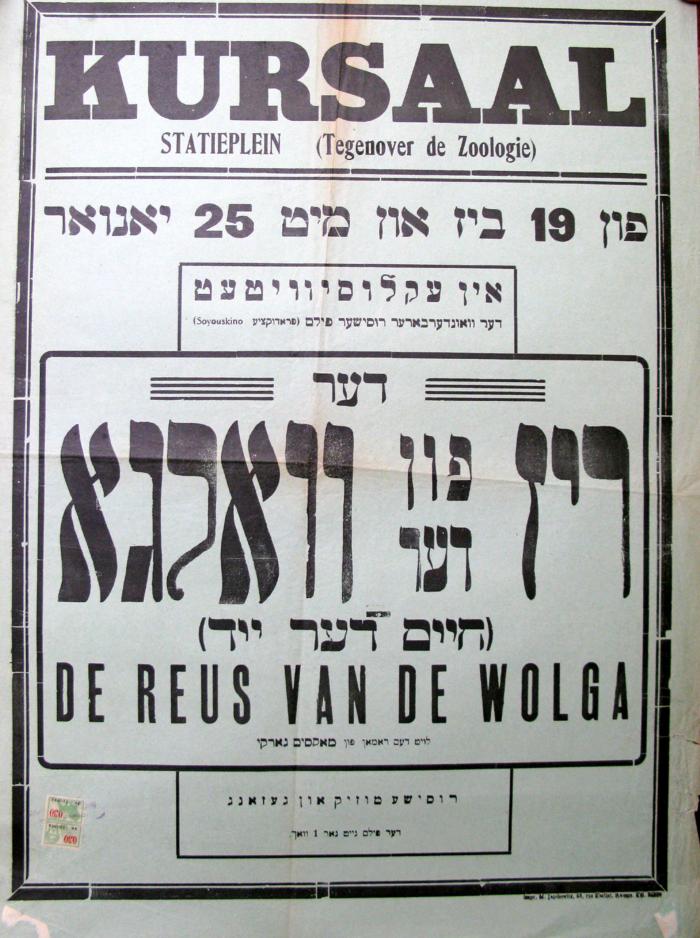 KURSAAL
STATIEPLEIN (Tegenover de Zoologie)
פון 19 ביז און מיט 25 יאנואר
אין עקלוסיוויטעט
דער וואונדערבארער רוסישער פילם (פראדוקציע Soyouskino)
דער
ריז פון דער וואלגא
(חיים דער ייד)
DE REUS VAN DE WOLGA
לויט דעם ראמאן פון מאקסים גארקי
רוסישע מוזיק און געזאנג
דער פילם גייט נאר 1 וואך.